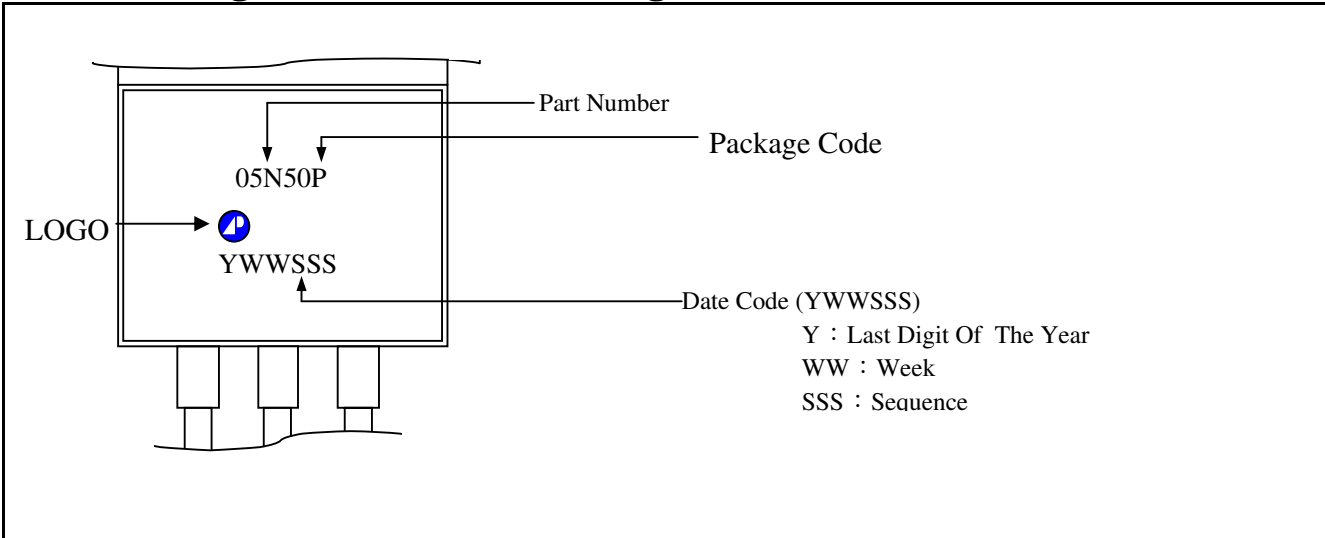 Part Number
Package Code
05N50P
LOGO
YWWSSS
Date Code (YWWSSS)
Y：Last Digit Of The Year
WW：Week
SSS：Sequence